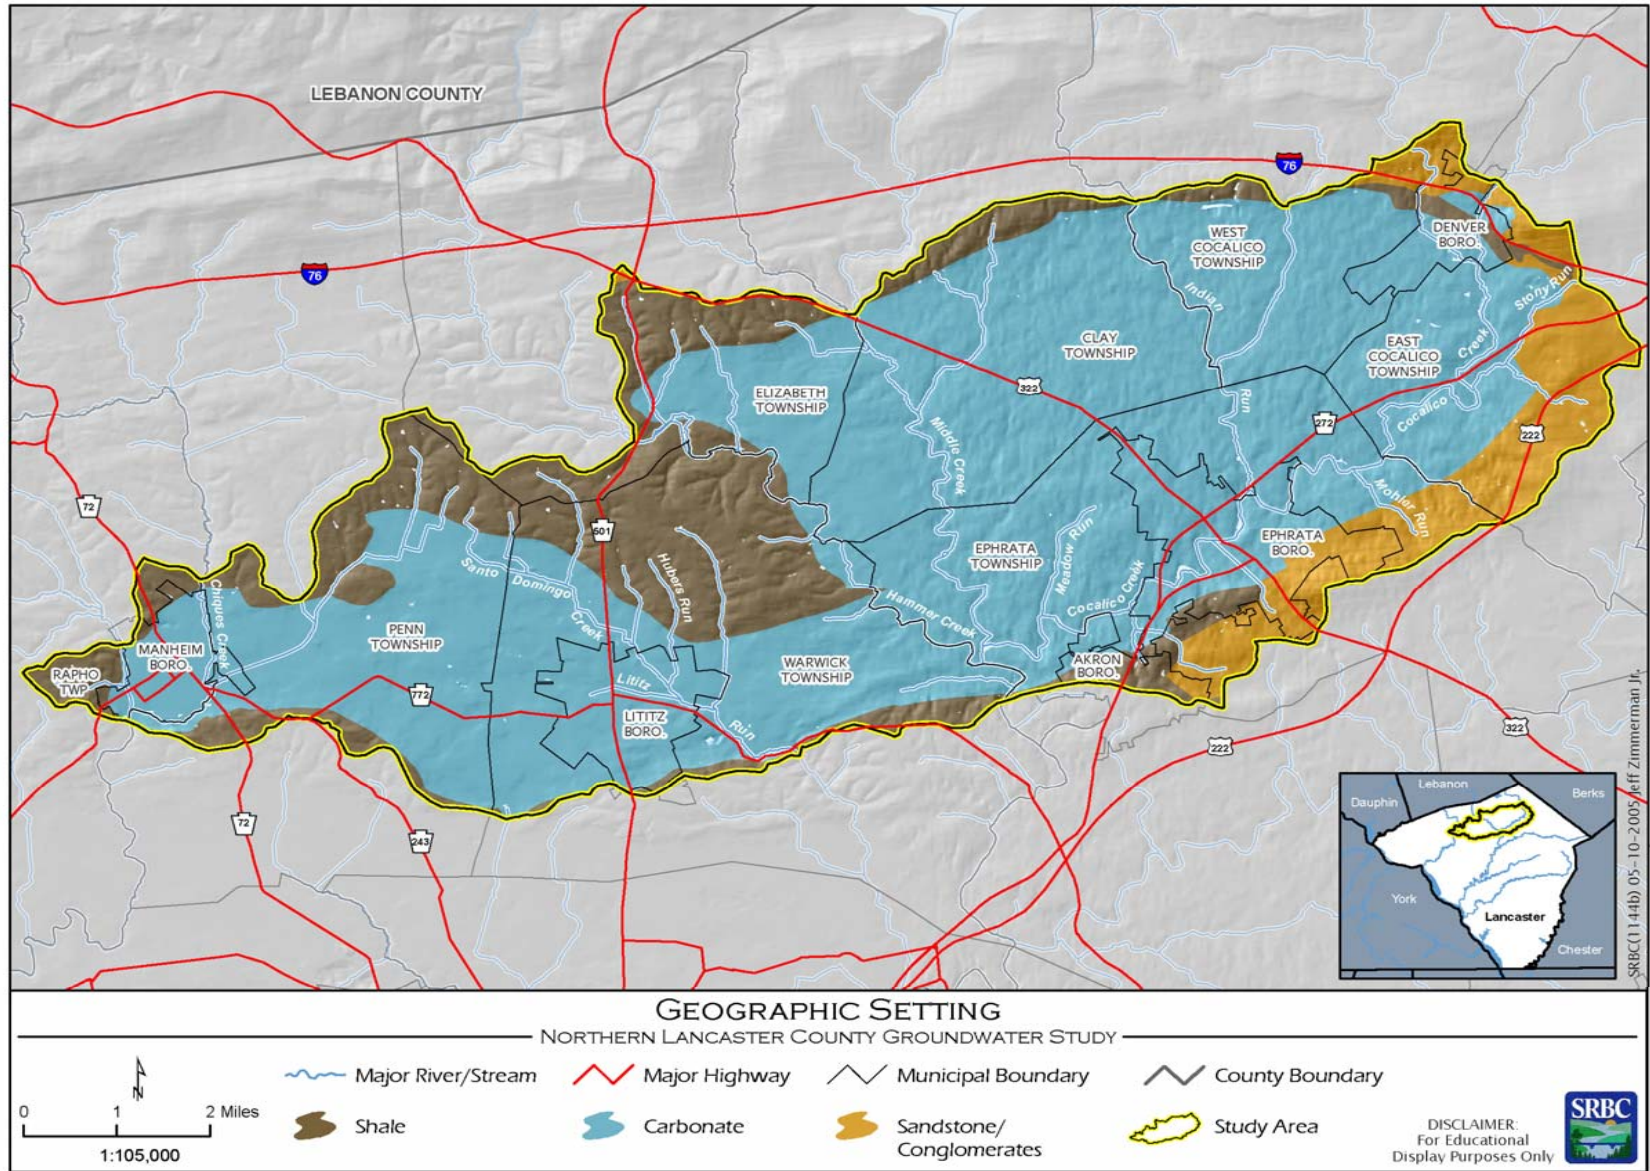 LEBANON COUNTY
76
76
DENVER
BORO.
WEST
COCALICO
TOWNSHIP
Stony Run
Indian
Run
CLAY
TOWNSHIP
EAST
COCALICO
TOWNSHIP
Creek
Cocalico
322
ELIZABETH
TOWNSHIP
272
222
Middle Creek
Mohler Run
72
601
EPHRATA
TOWNSHIP
Meadow Run
EPHRATA
BORO.
Santo Domingo
Creek
Hubers Run
Chiques Creek
Hammer Creek
Cocalico Creek
PENN
TOWNSHIP
MANHEIM
BORO.
RAPHO
TWP.
WARWICK
TOWNSHIP
AKRON
BORO.
772
Lititz
Run
LITITZ
BORO.
322
222
72
243
Lebanon
Dauphin
Berks
York
Lancaster
Chester
SRBC(1144b) 05-10-2005 Jeff Zimmerman Jr.
GEOGRAPHIC SETTING
NORTHERN LANCASTER COUNTY GROUNDWATER STUDY
N
0 1 2 Miles
1:105,000
Major River/Stream
Major Highway
Municipal Boundary
County Boundary
Shale
Carbonate
Sandstone/
Conglomerates
Study Area
DISCLAIMER:
For Educational
Display Purposes Only
SRBC